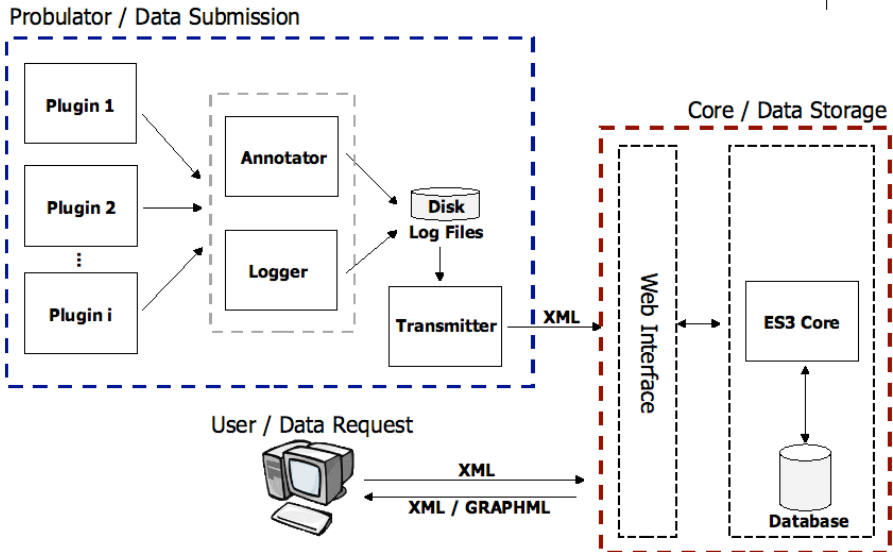 Probulator / Data Submission
Plugin 1
Plugin 2
⋮
Plugin i
Annotator
Logger
Disk
Log Files
Transmitter
XML
Core / Data Storage
Web Interface
ES3 Core
Database
User / Data Request
XML
XML / GRAPHML